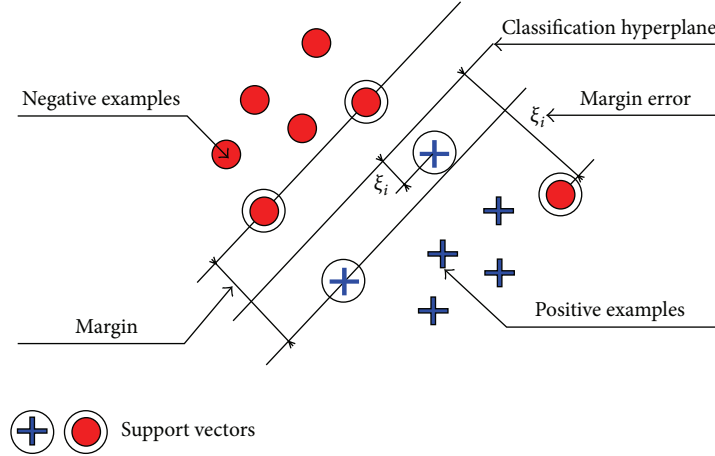 Classification hyperplane
Negative examples
Margin error
ξi
ξi
Positive examples
Margin
Support vectors